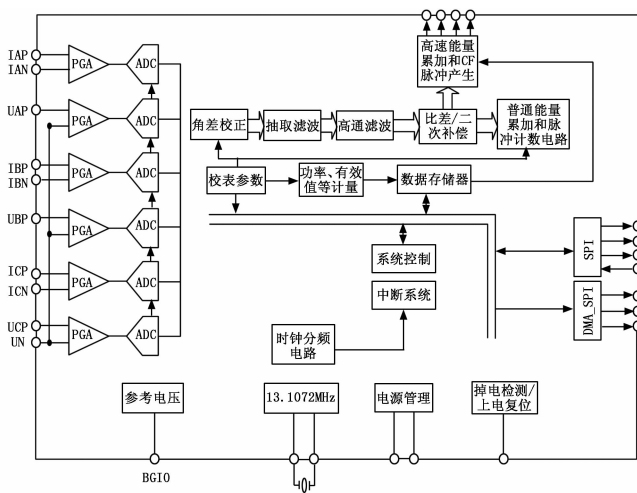 IAP
IAN
PGA
ADC
UAP
PGA
ADC
IBP
IBN
PGA
ADC
UBP
PGA
ADC
ICP
ICN
PGA
ADC
UCP
UN
PGA
ADC
高速能量
累加和CF
脉冲产生
角差校正
抽取滤波
高通滤波
比差/二
次补偿
普通能量
累加和脉
冲计数电路
校表参数
功率、有效
值等计量
数据存储器
系统控制
中断系统
时钟分频
电路
SPI
DMA_SPI
参考电压
13.1072MHz
电源管理
掉电检测/
上电复位
BGIO